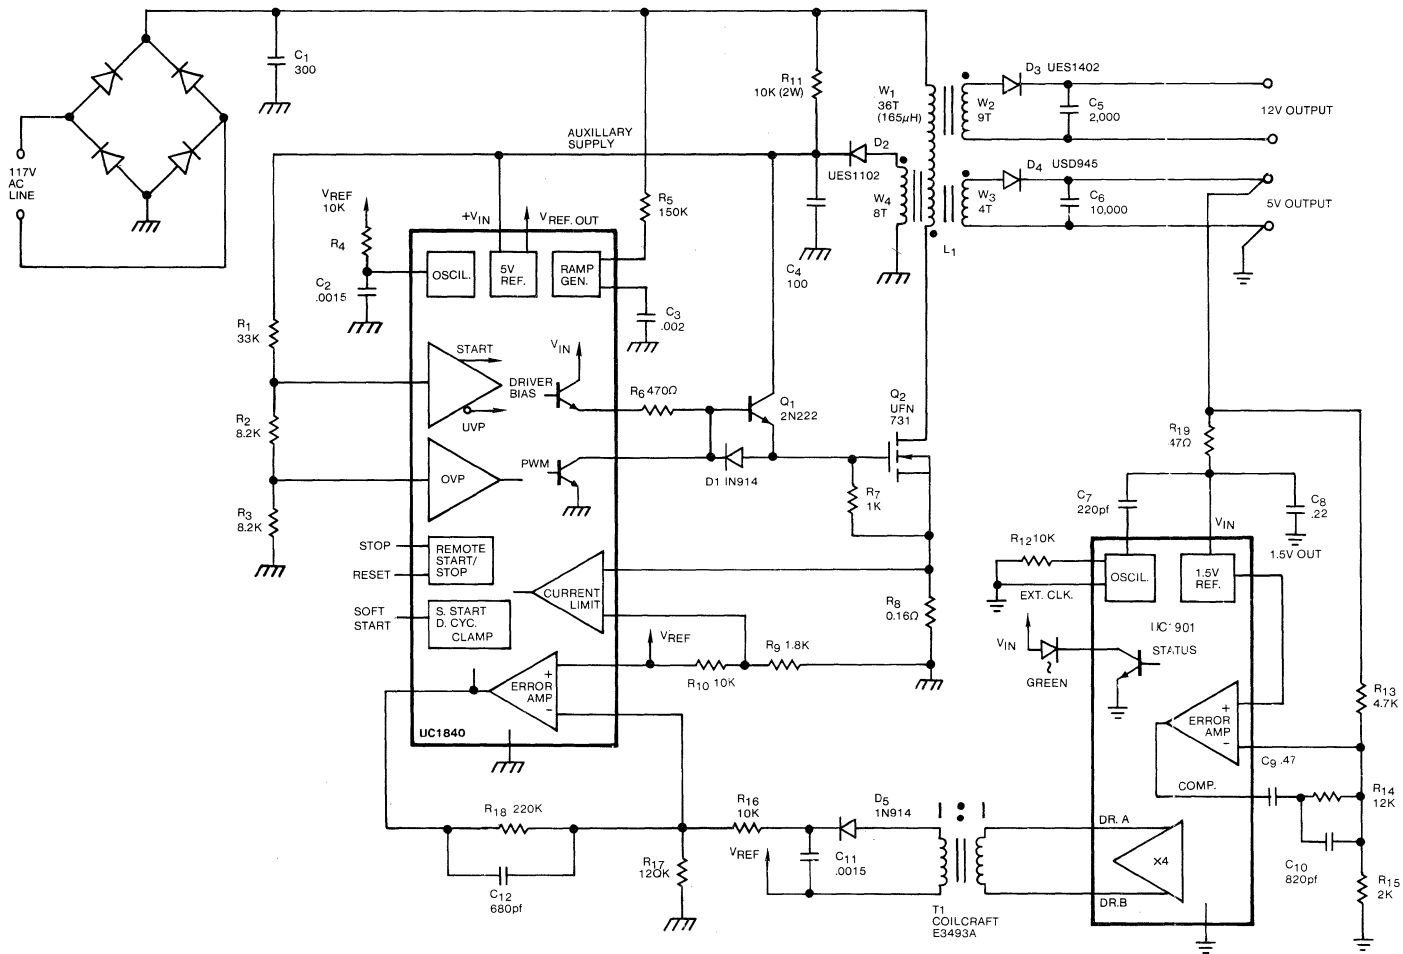 C1
300
117V
AC
LINE
R11
10K (2W)
W1
36T
(165μH)
W2
9T
D3 UES1402
C5
2,000
12V OUTPUT
AUXILLARY
SUPPLY
D2
UES1102
W4
8T
W3
4T
D4 USD945
C6
10,000
5V OUTPUT
L1
C4
100
VREF
10K
R4
C2
.0015
+VIN
VREF. OUT
R5
150K
OSCIL.
5V
REF.
RAMP
GEN.
C3
.002
R1
33K
R2
8.2K
R3
8.2K
START
UVP
DRIVER
BIAS
VIN
R6 470Ω
Q1
2N222
Q2
UFN
731
OVP
PWM
D1 IN914
R7
1K
STOP
RESET
REMOTE
START/
STOP
SOFT
START
S. START
D. CYC.
CLAMP
CURRENT
LIMIT
R8
0.16Ω
VREF
R9 1.8K
R10 10K
+
ERROR
AMP
−
UC1840
R18 220K
C12
680pf
R17
120K
R16
10K
D5
1N914
VREF
C11
.0015
T1
COILCRAFT
E3493A
R19
47Ω
C7
220pf
C8
.22
VIN
1.5V OUT
R12 10K
EXT. CLK.
OSCIL.
1.5V
REF.
UC1901
VIN
GREEN
STATUS
+
ERROR
AMP
−
C9 .47
COMP.
R13
4.7K
R14
12K
C10
820pf
R15
2K
DR. A
X4
DR.B